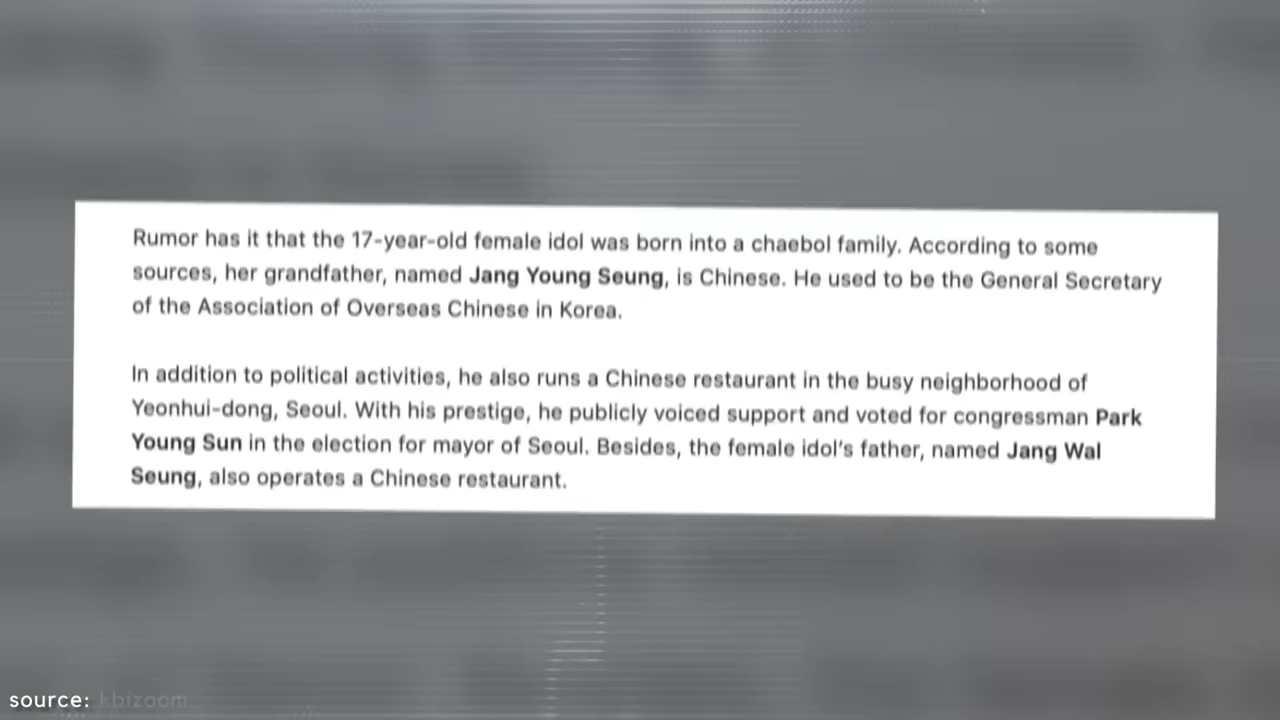 Rumor has it that the 17-year-old female idol was born into a chaebol family. According to some
sources, her grandfather, named Jang Young Seung, is Chinese. He used to be the General Secretary
of the Association of Overseas Chinese in Korea.
In addition to political activities, he also runs a Chinese restaurant in the busy neighborhood of
Yeonhui-dong, Seoul. With his prestige, he publicly voiced support and voted for congressman Park
Young Sun in the election for mayor of Seoul. Besides, the female idol's father, named Jang Wal
Seung, also operates a Chinese restaurant.
source: kbizoom